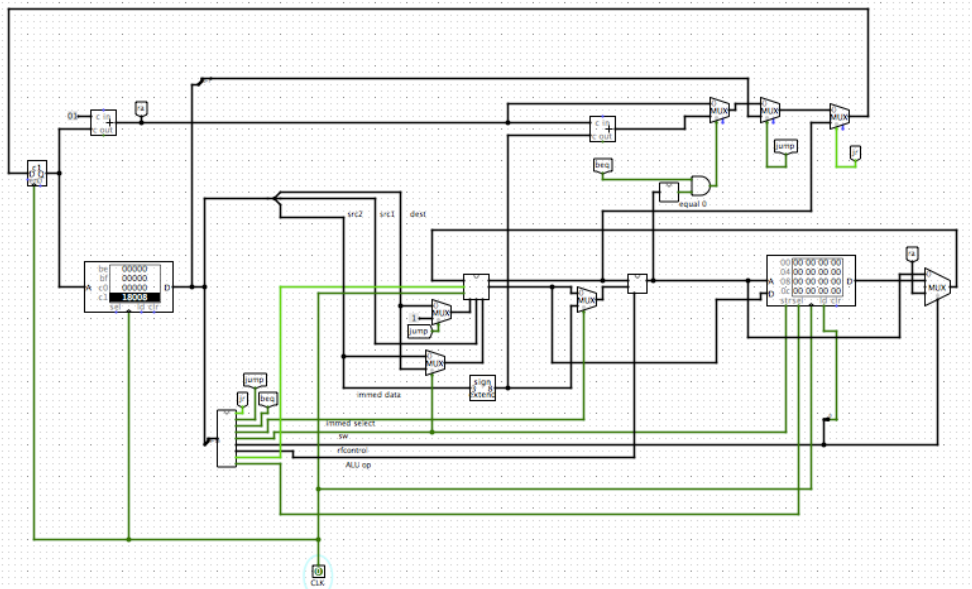 01
c in
c out
ra
c in
c out
MUX
MUX
MUX
jump
jr
beq
equal 0
D Q
src2
src1
dest
ra
be 00000
bf 00000
c0 00000
c1 18008
A
D
sel
ld clr
00 00 00 00 00
04 00 00 00 00
08 00 00 00 00
0c 00 00 00 00
A
D
D
str sel
ld clr
MUX
MUX
MUX
1
jump
MUX
sign
extend
immed data
jump
jr
beq
immed select
sw
rfcontrol
ALU op
CLK